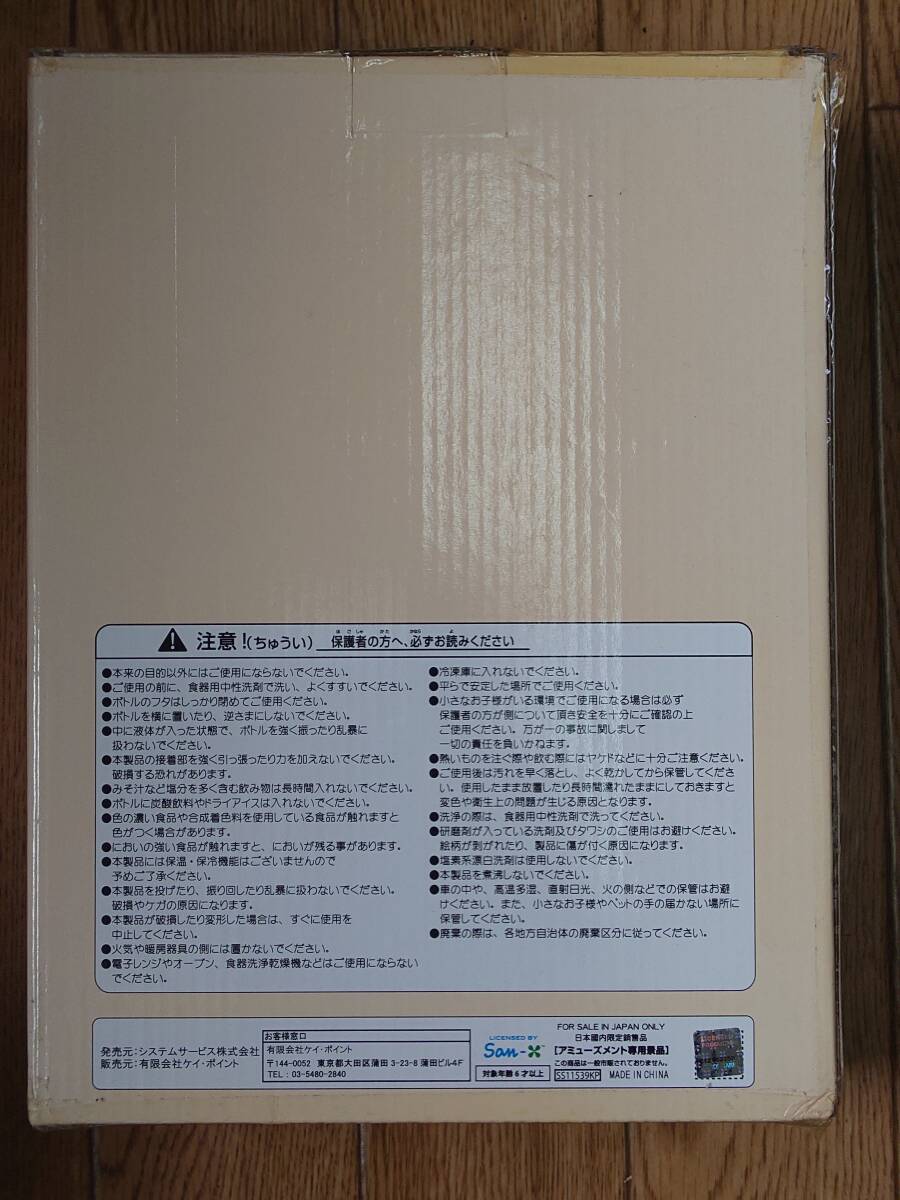 注意!(ちゅうい) 保護者の方へ、必ずお読みください
●本来の目的以外にはご使用にならないでください。
●ご使用の前に、食器用中性洗剤で洗い、よくすすいでください。
●ボトルのフタはしっかり閉めてご使用ください。
●ボトルを横に置いたり、逆さまにしないでください。
●中に液体が入った状態で、ボトルを強く振ったり乱暴に
扱わないでください。
●本製品の接着部を強く引っ張ったり力を加えないでください。
破損する恐れがあります。
●みそ汁など塩分を多く含む飲み物は長時間入れないでください。
●ボトルに炭酸飲料やドライアイスは入れないでください。
●色の濃い食品や合成着色料を使用している食品が触れますと
色がつく場合があります。
●においの強い食品が触れますと、においが残る事があります。
●本製品には保温・保冷機能はございませんので
予めご了承ください。
●本製品を投げたり、振り回したり乱暴に扱わないでください。
破損やケガの原因になります。
●本製品が破損したり変形した場合は、すぐに使用を
中止してください。
●火気や暖房器具の側には置かないでください。
●電子レンジやオーブン、食器洗浄乾燥機などはご使用にならない
でください。
●冷凍庫に入れないでください。
●平らで安定した場所でご使用ください。
●小さなお子様がいる環境でご使用になる場合は必ず
保護者の方が側について頂き安全を十分にご確認の上
ご使用ください。万が一の事故に関しまして
一切の責任を負いかねます。
●熱いものを注ぐ際や飲む際にはヤケドなどに十分ご注意ください。
●ご使用後は汚れを早く落とし、よく乾かしてから保管してくださ
い。使用したまま放置したり長時間濡れたままにしておきますと
変色や衛生上の問題が生じる原因となります。
●洗浄の際は、食器用中性洗剤で洗ってください。
●研磨剤が入っている洗剤及びタワシのご使用はお避けください。
絵柄が剥がれたり、製品に傷が付く原因になります。
●塩素系漂白洗剤は使用しないでください。
●本製品を煮沸しないでください。
●車の中や、高温多湿、直射日光、火の側などでの保管はお避
けください。また、小さなお子様やペットの手の届かない場所に
保管してください。
●廃棄の際は、各地方自治体の廃棄区分に従ってください。
発売元:システムサービス株式会社
販売元:有限会社ケイ・ポイント
お客様窓口
有限会社ケイ・ポイント
〒144-0052 東京都大田区蒲田 3-23-8 蒲田ビル4F
TEL:03-5480-2840
LICENSED BY
San-X
対象年齢6才以上
FOR SALE IN JAPAN ONLY
日本国内限定販売品
【アミューズメント専用景品】
この商品は一般市販されておりません。
SS11539KP MADE IN CHINA